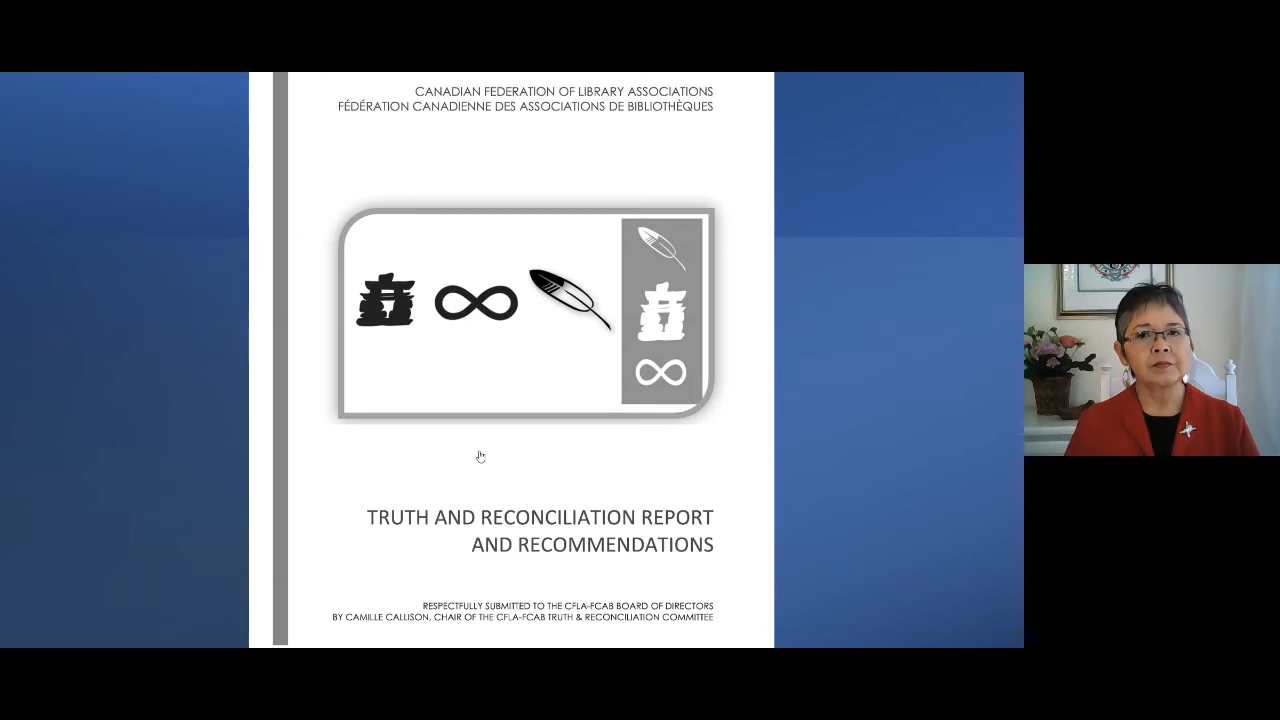 CANADIAN FEDERATION OF LIBRARY ASSOCIATIONS
FÉDÉRATION CANADIENNE DES ASSOCIATIONS DE BIBLIOTHÈQUES
TRUTH AND RECONCILIATION REPORT
AND RECOMMENDATIONS
RESPECTFULLY SUBMITTED TO THE CFLA-FCAB BOARD OF DIRECTORS
BY CAMILLE CALLISON, CHAIR OF THE CFLA-FCAB TRUTH & RECONCILIATION COMMITTEE